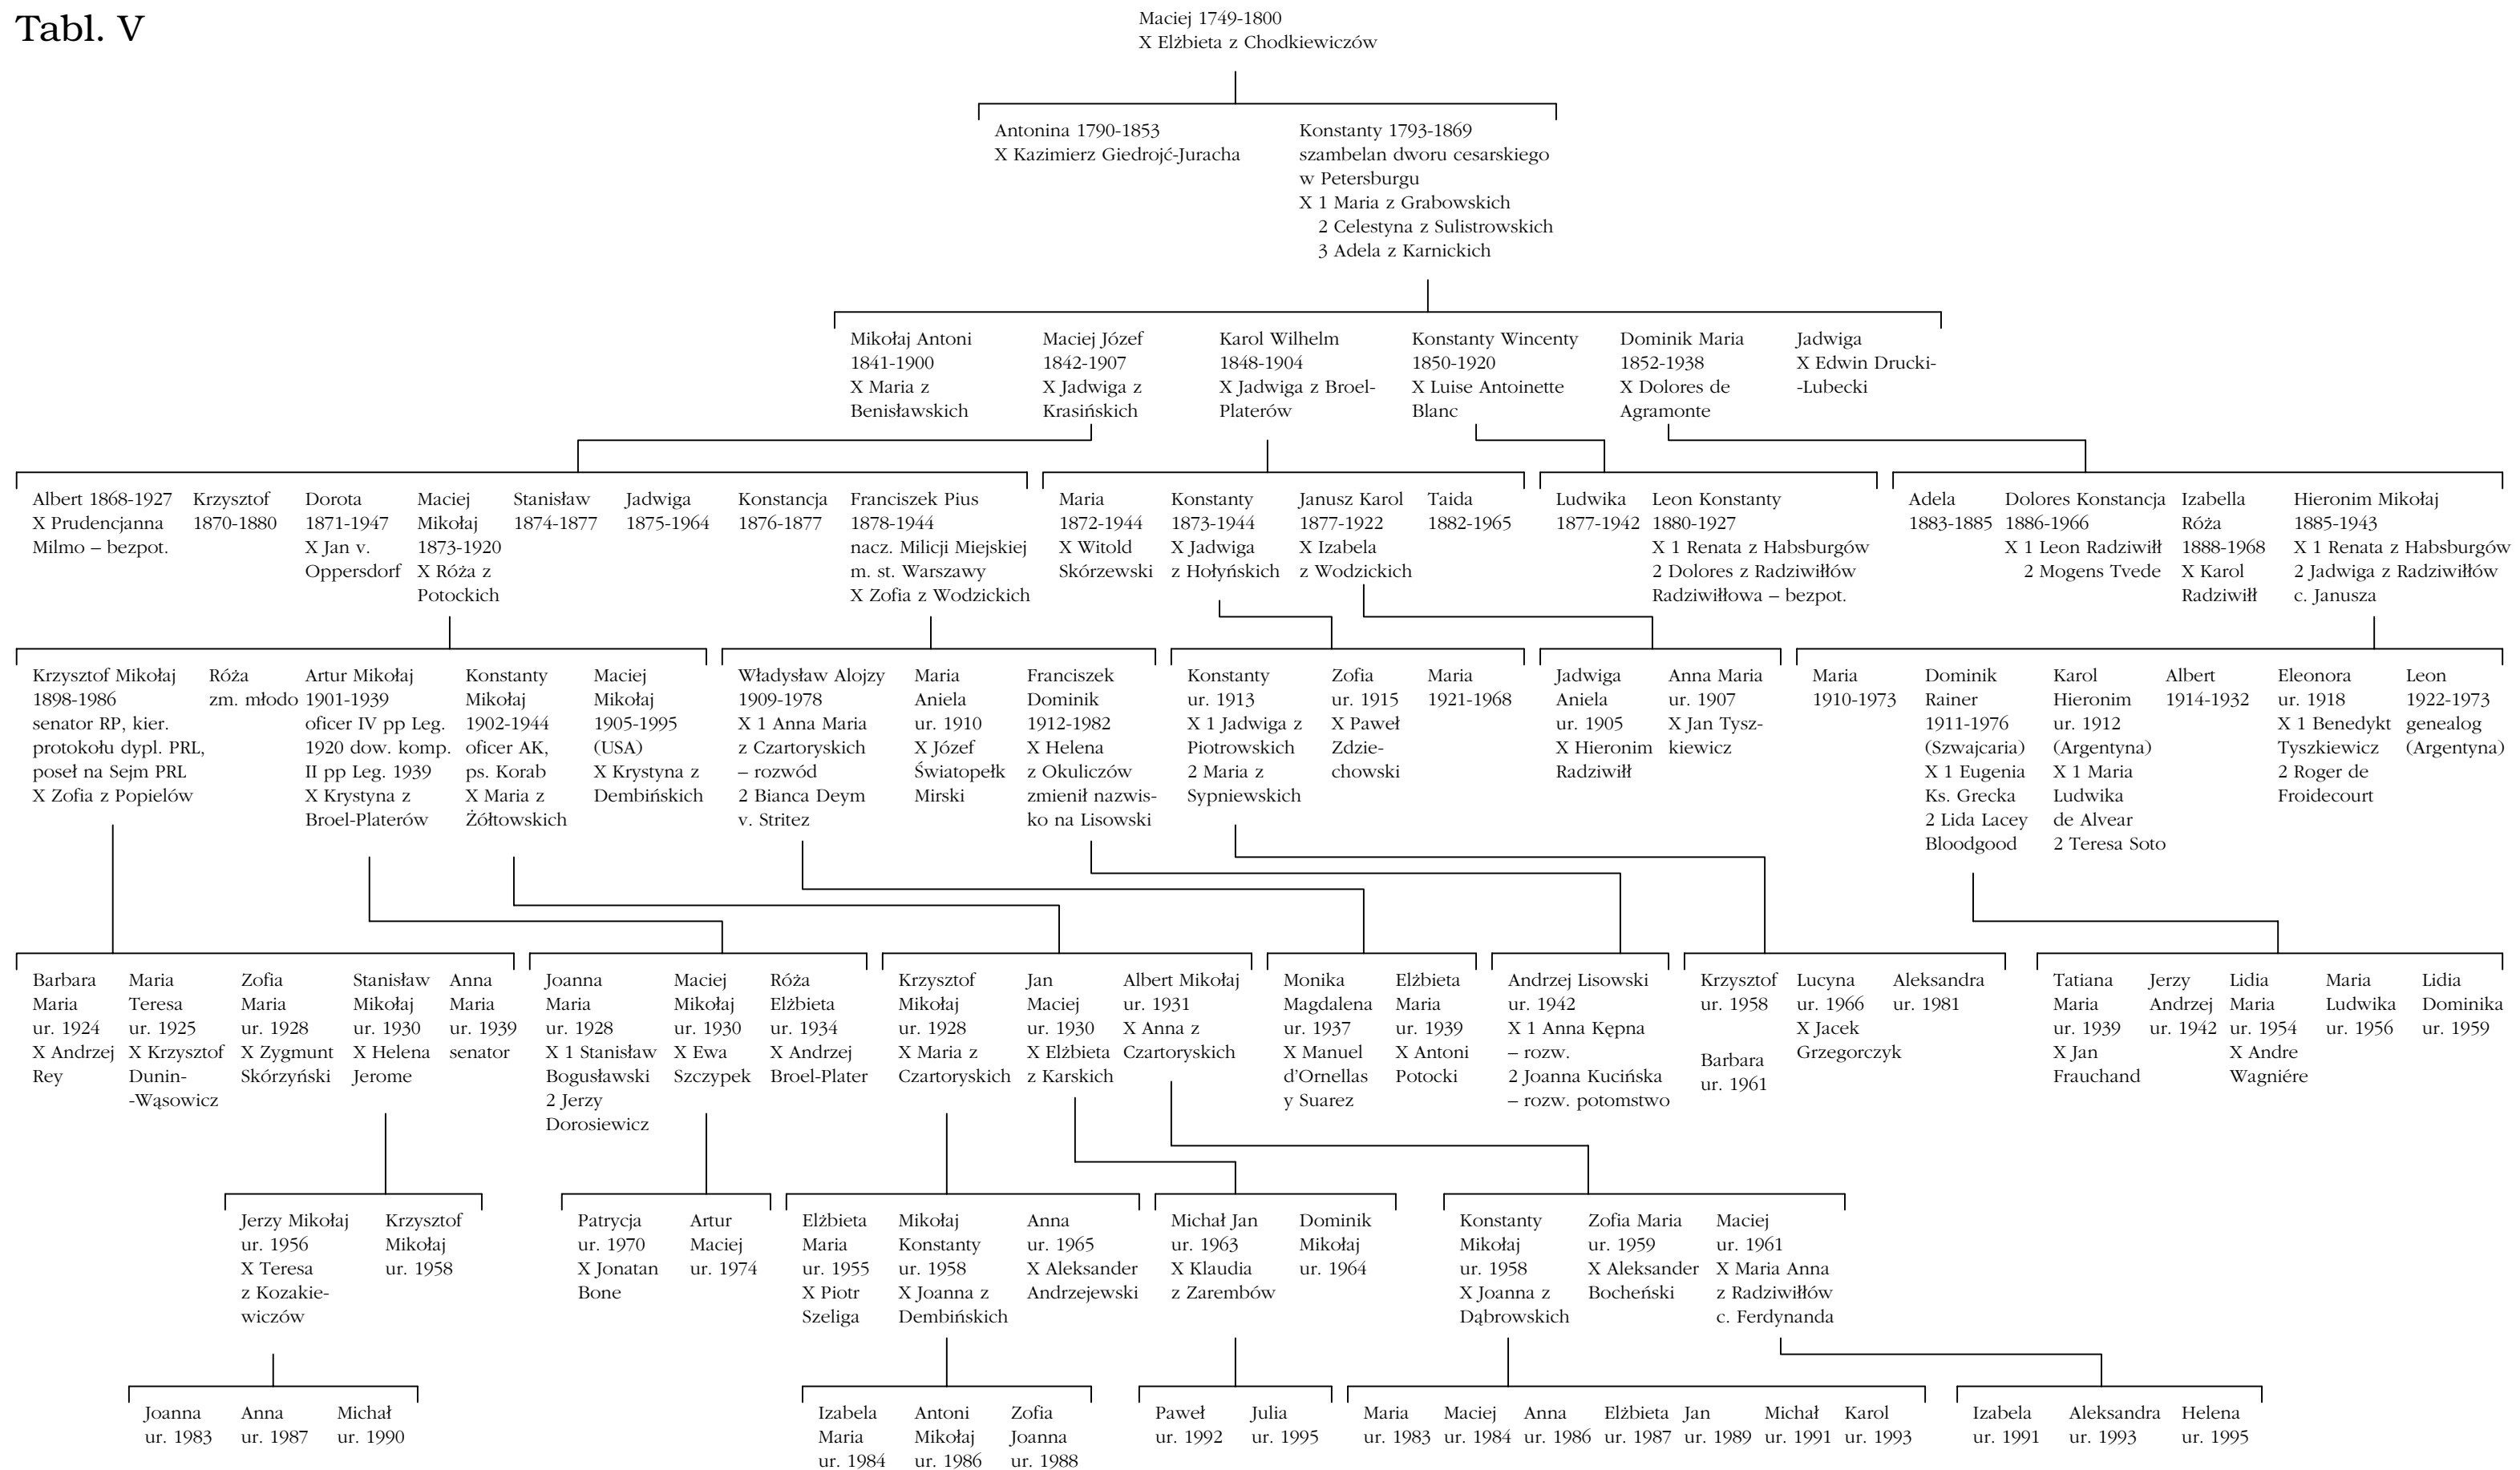 Tabl. V
Maciej 1749-1800
X Elżbieta z Chodkiewiczów
Antonina 1790-1853
X Kazimierz Giedrojć-Juracha
Konstanty 1793-1869
szambelan dworu cesarskiego
w Petersburgu
X 1 Maria z Grabowskich
2 Celestyna z Sulistrowskich
3 Adela z Karnickich
Mikołaj Antoni
1841-1900
X Maria z
Benisławskich
Maciej Józef
1842-1907
X Jadwiga z
Krasińskich
Karol Wilhelm
1848-1904
X Jadwiga z Broel-
Platerów
Konstanty Wincenty
1850-1920
X Luise Antoinette
Blanc
Dominik Maria
1852-1938
X Dolores de
Agramonte
Jadwiga
X Edwin Drucki-
-Lubecki
Albert 1868-1927
X Prudencjanna
Milmo – bezpot.
Krzysztof
1870-1880
Dorota
1871-1947
X Jan v.
Oppersdorf
Maciej
Mikołaj
1873-1920
X Róża z
Potockich
Stanisław
1874-1877
Jadwiga
1875-1964
Konstancja
1876-1877
Franciszek Pius
1878-1944
nacz. Milicji Miejskiej
m. st. Warszawy
X Zofia z Wodzickich
Maria
1872-1944
X Witold
Skórzewski
Konstanty
1873-1944
X Jadwiga
z Hołyńskich
Janusz Karol
1877-1922
X Izabela
z Wodzickich
Taida
1882-1965
Ludwika
1877-1942
Leon Konstanty
1880-1927
X 1 Renata z Habsburgów
2 Dolores z Radziwiłłów
Radziwiłłowa – bezpot.
Adela
1883-1885
Dolores Konstancja
1886-1966
X 1 Leon Radziwiłł
2 Mogens Tvede
Izabella
Róża
1888-1968
X Karol
Radziwiłł
Hieronim Mikołaj
1885-1943
X 1 Renata z Habsburgów
2 Jadwiga z Radziwiłłów
c. Janusza
Krzysztof Mikołaj
1898-1986
senator RP, kier.
protokołu dypl. PRL,
poseł na Sejm PRL
X Zofia z Popielów
Róża
zm. młodo
Artur Mikołaj
1901-1939
oficer IV pp Leg.
1920 dow. komp.
II pp Leg. 1939
X Krystyna z
Broel-Platerów
Konstanty
Mikołaj
1902-1944
oficer AK,
ps. Korab
X Maria z
Żółtowskich
Maciej
Mikołaj
1905-1995
(USA)
X Krystyna z
Dembińskich
Władysław Alojzy
1909-1978
X 1 Anna Maria
z Czartoryskich
– rozwód
2 Bianca Deym
v. Stritez
Maria
Aniela
ur. 1910
X Józef
Światopełk
Mirski
Franciszek
Dominik
1912-1982
X Helena
z Okuliczów
zmienił nazwis-
ko na Lisowski
Konstanty
ur. 1913
X 1 Jadwiga z
Piotrowskich
2 Maria z
Sypniewskich
Zofia
ur. 1915
X Paweł
Zdzie-
chowski
Maria
1921-1968
Jadwiga
Aniela
ur. 1905
X Hieronim
Radziwiłł
Anna Maria
ur. 1907
X Jan Tysz-
kiewicz
Maria
1910-1973
Dominik
Rainer
1911-1976
(Szwajcaria)
X 1 Eugenia
Ks. Grecka
2 Lida Lacey
Bloodgood
Karol
Hieronim
ur. 1912
(Argentyna)
X 1 Maria
Ludwika
de Alvear
2 Teresa Soto
Albert
1914-1932
Eleonora
ur. 1918
X 1 Benedykt
Tyszkiewicz
2 Roger de
Froidecourt
Leon
1922-1973
genealog
(Argentyna)
Barbara
Maria
ur. 1924
X Andrzej
Rey
Maria
Teresa
ur. 1925
X Krzysztof
Dunin-
-Wąsowicz
Zofia
Maria
ur. 1928
X Zygmunt
Skórzyński
Stanisław
Mikołaj
ur. 1930
X Helena
Jerome
Anna
Maria
ur. 1939
senator
Joanna
Maria
ur. 1928
X 1 Stanisław
Bogusławski
2 Jerzy
Dorosiewicz
Maciej
Mikołaj
ur. 1930
X Ewa
Szczypek
Róża
Elżbieta
ur. 1934
X Andrzej
Broel-Plater
Krzysztof
Mikołaj
ur. 1928
X Maria z
Czartoryskich
Jan
Maciej
ur. 1930
X Elżbieta
z Karskich
Albert Mikołaj
ur. 1931
X Anna z
Czartoryskich
Monika
Magdalena
ur. 1937
X Manuel
d'Ornellas
y Suarez
Elżbieta
Maria
ur. 1939
X Antoni
Potocki
Andrzej Lisowski
ur. 1942
X 1 Anna Kępna
– rozw.
2 Joanna Kucińska
– rozw. potomstwo
Krzysztof
ur. 1958
Barbara
ur. 1961
Lucyna
ur. 1966
X Jacek
Grzegorczyk
Aleksandra
ur. 1981
Tatiana
Maria
ur. 1939
X Jan
Frauchand
Jerzy
Andrzej
ur. 1942
Lidia
Maria
ur. 1954
X Andre
Wagniére
Maria
Ludwika
ur. 1956
Lidia
Dominika
ur. 1959
Jerzy Mikołaj
ur. 1956
X Teresa
z Kozakie-
wiczów
Krzysztof
Mikołaj
ur. 1958
Patrycja
ur. 1970
X Jonatan
Bone
Artur
Maciej
ur. 1974
Elżbieta
Maria
ur. 1955
X Piotr
Szeliga
Mikołaj
Konstanty
ur. 1958
X Joanna z
Dembińskich
Anna
ur. 1965
X Aleksander
Andrzejewski
Michał Jan
ur. 1963
X Klaudia
z Zarembów
Dominik
Mikołaj
ur. 1964
Konstanty
Mikołaj
ur. 1958
X Joanna z
Dąbrowskich
Zofia Maria
ur. 1959
X Aleksander
Bocheński
Maciej
ur. 1961
X Maria Anna
z Radziwiłłów
c. Ferdynanda
Joanna
ur. 1983
Anna
ur. 1987
Michał
ur. 1990
Izabela
Maria
ur. 1984
Antoni
Mikołaj
ur. 1986
Zofia
Joanna
ur. 1988
Paweł
ur. 1992
Julia
ur. 1995
Maria
ur. 1983
Maciej
ur. 1984
Anna
ur. 1986
Elżbieta
ur. 1987
Jan
ur. 1989
Michał
ur. 1991
Karol
ur. 1993
Izabela
ur. 1991
Aleksandra
ur. 1993
Helena
ur. 1995